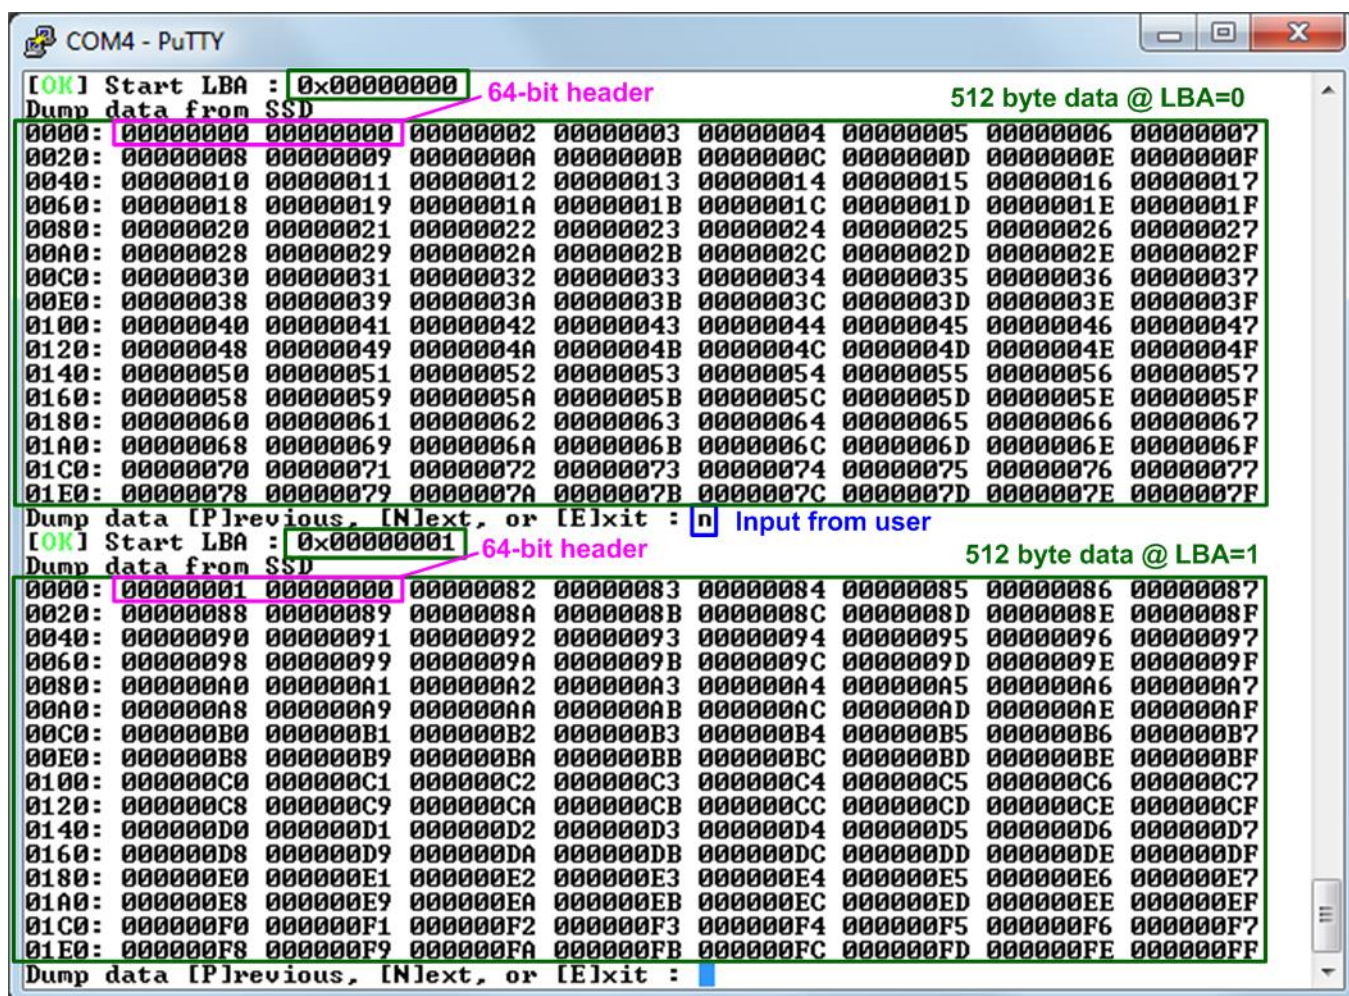 COM4 - PuTTY
[OK] Start LBA : 0x00000000 64-bit header 512 byte data @ LBA=0
Dump data from SSD
0000: 00000000 00000000 00000002 00000003 00000004 00000005 00000006 00000007
0020: 00000008 00000009 0000000A 0000000B 0000000C 0000000D 0000000E 0000000F
0040: 00000010 00000011 00000012 00000013 00000014 00000015 00000016 00000017
0060: 00000018 00000019 0000001A 0000001B 0000001C 0000001D 0000001E 0000001F
0080: 00000020 00000021 00000022 00000023 00000024 00000025 00000026 00000027
00A0: 00000028 00000029 0000002A 0000002B 0000002C 0000002D 0000002E 0000002F
00C0: 00000030 00000031 00000032 00000033 00000034 00000035 00000036 00000037
00E0: 00000038 00000039 0000003A 0000003B 0000003C 0000003D 0000003E 0000003F
0100: 00000040 00000041 00000042 00000043 00000044 00000045 00000046 00000047
0120: 00000048 00000049 0000004A 0000004B 0000004C 0000004D 0000004E 0000004F
0140: 00000050 00000051 00000052 00000053 00000054 00000055 00000056 00000057
0160: 00000058 00000059 0000005A 0000005B 0000005C 0000005D 0000005E 0000005F
0180: 00000060 00000061 00000062 00000063 00000064 00000065 00000066 00000067
01A0: 00000068 00000069 0000006A 0000006B 0000006C 0000006D 0000006E 0000006F
01C0: 00000070 00000071 00000072 00000073 00000074 00000075 00000076 00000077
01E0: 00000078 00000079 0000007A 0000007B 0000007C 0000007D 0000007E 0000007F
Dump data [P]revious, [N]ext, or [E]xit : n Input from user
[OK] Start LBA : 0x00000001 64-bit header 512 byte data @ LBA=1
Dump data from SSD
0000: 00000001 00000000 00000082 00000083 00000084 00000085 00000086 00000087
0020: 00000088 00000089 0000008A 0000008B 0000008C 0000008D 0000008E 0000008F
0040: 00000090 00000091 00000092 00000093 00000094 00000095 00000096 00000097
0060: 00000098 00000099 0000009A 0000009B 0000009C 0000009D 0000009E 0000009F
0080: 000000A0 000000A1 000000A2 000000A3 000000A4 000000A5 000000A6 000000A7
00A0: 000000A8 000000A9 000000AA 000000AB 000000AC 000000AD 000000AE 000000AF
00C0: 000000B0 000000B1 000000B2 000000B3 000000B4 000000B5 000000B6 000000B7
00E0: 000000B8 000000B9 000000BA 000000BB 000000BC 000000BD 000000BE 000000BF
0100: 000000C0 000000C1 000000C2 000000C3 000000C4 000000C5 000000C6 000000C7
0120: 000000C8 000000C9 000000CA 000000CB 000000CC 000000CD 000000CE 000000CF
0140: 000000D0 000000D1 000000D2 000000D3 000000D4 000000D5 000000D6 000000D7
0160: 000000D8 000000D9 000000DA 000000DB 000000DC 000000DD 000000DE 000000DF
0180: 000000E0 000000E1 000000E2 000000E3 000000E4 000000E5 000000E6 000000E7
01A0: 000000E8 000000E9 000000EA 000000EB 000000EC 000000ED 000000EE 000000EF
01C0: 000000F0 000000F1 000000F2 000000F3 000000F4 000000F5 000000F6 000000F7
01E0: 000000F8 000000F9 000000FA 000000FB 000000FC 000000FD 000000FE 000000FF
Dump data [P]revious, [N]ext, or [E]xit :